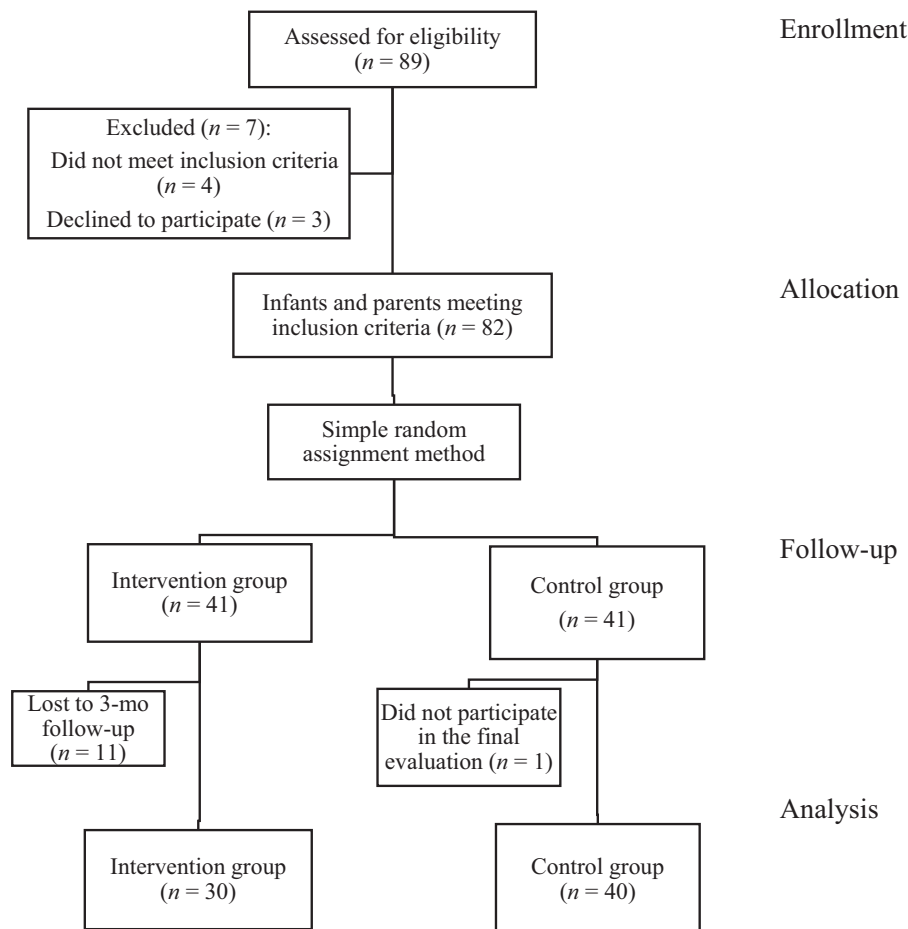 Enrollment
Assessed for eligibility
(n = 89)
Excluded (n = 7):
Did not meet inclusion criteria
(n = 4)
Declined to participate (n = 3)
Allocation
Infants and parents meeting
inclusion criteria (n = 82)
Simple random
assignment method
Follow-up
Intervention group
(n = 41)
Control group
(n = 41)
Lost to 3-mo
follow-up
(n = 11)
Did not participate
in the final
evaluation (n = 1)
Analysis
Intervention group
(n = 30)
Control group
(n = 40)